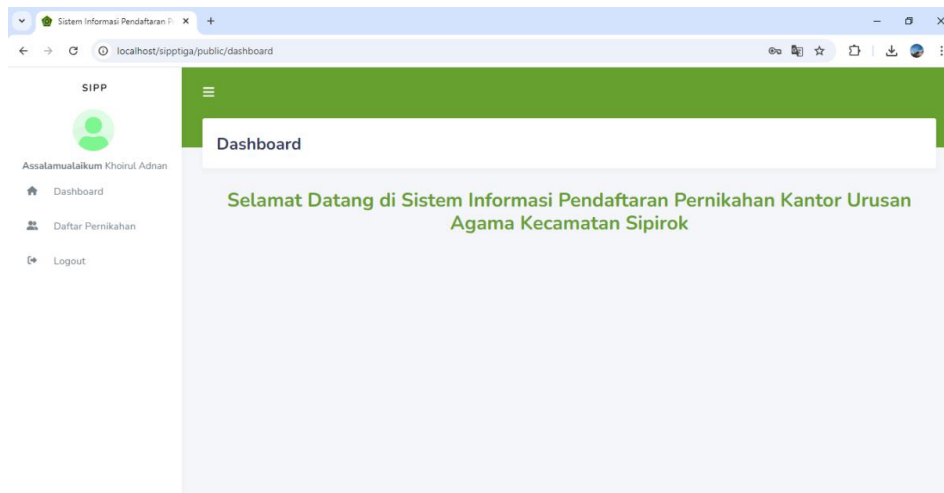 Sistem Informasi Pendaftaran P
localhost/sipptiga/public/dashboard
SIPP
Assalamualaikum Khoirul Adnan
Dashboard
Daftar Pernikahan
Logout
Dashboard
Selamat Datang di Sistem Informasi Pendaftaran Pernikahan Kantor Urusan
Agama Kecamatan Sipirok